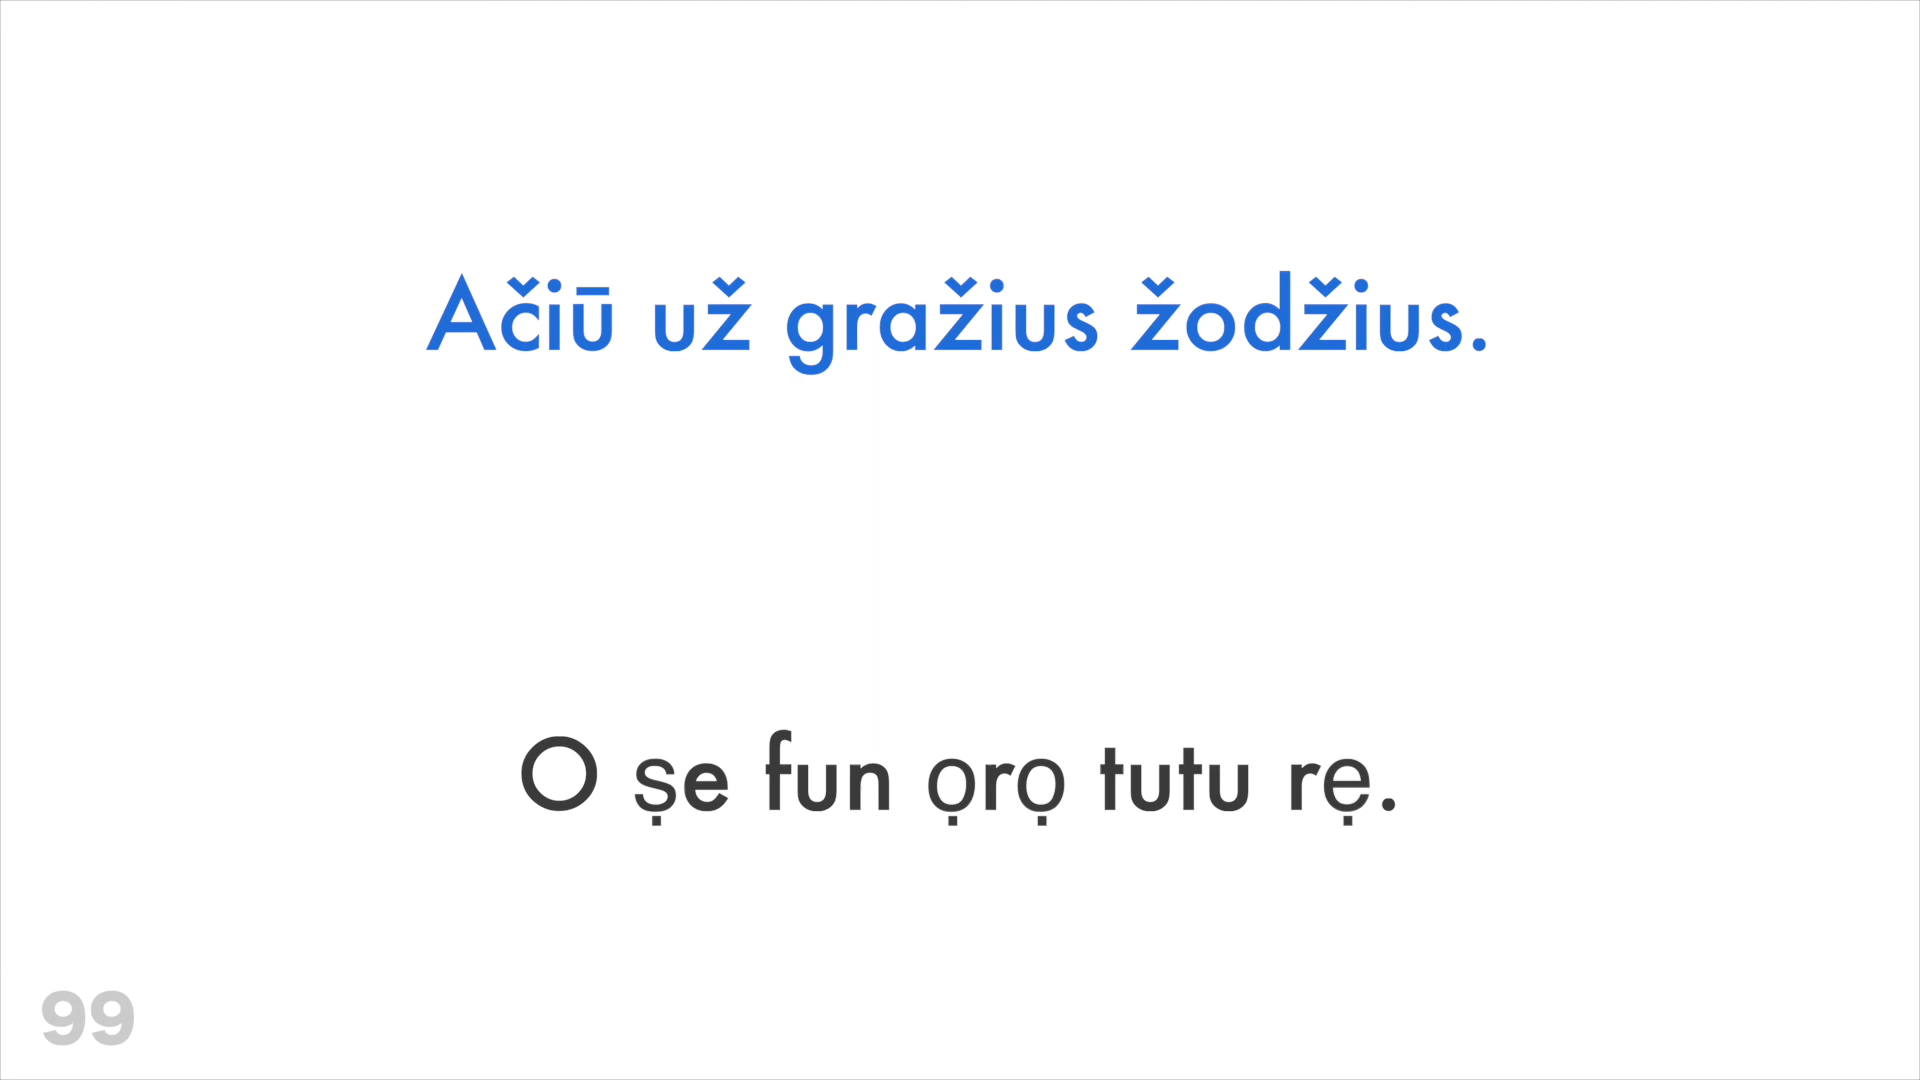 Ačiū už gražius žodžius.
O ṣe fun ọrọ tutu rẹ.
99